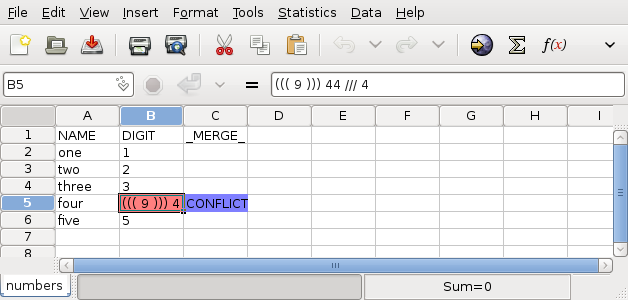 File Edit View Insert Format Tools Statistics Data Help
f(x)
B5 = ((( 9 ))) 44 /// 4
A B C D E F G H I
1 NAME DIGIT _MERGE_
2 one 1
3 two 2
4 three 3
5 four ((( 9 ))) 4 CONFLICT
6 five 5
7
8
numbers Sum=0